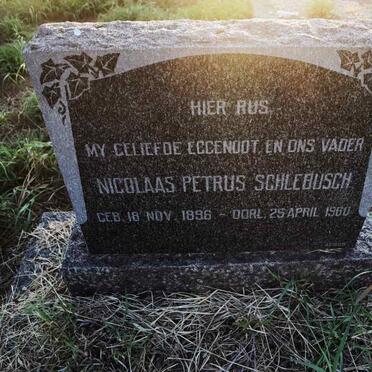 HIER RUS
MY GELIEFDE EGGENOOT EN ONS VADER
NICOLAAS PETRUS SCHLEBUSCH
GEB. 18 NOV. 1896 - OORL. 25 APRIL 1960